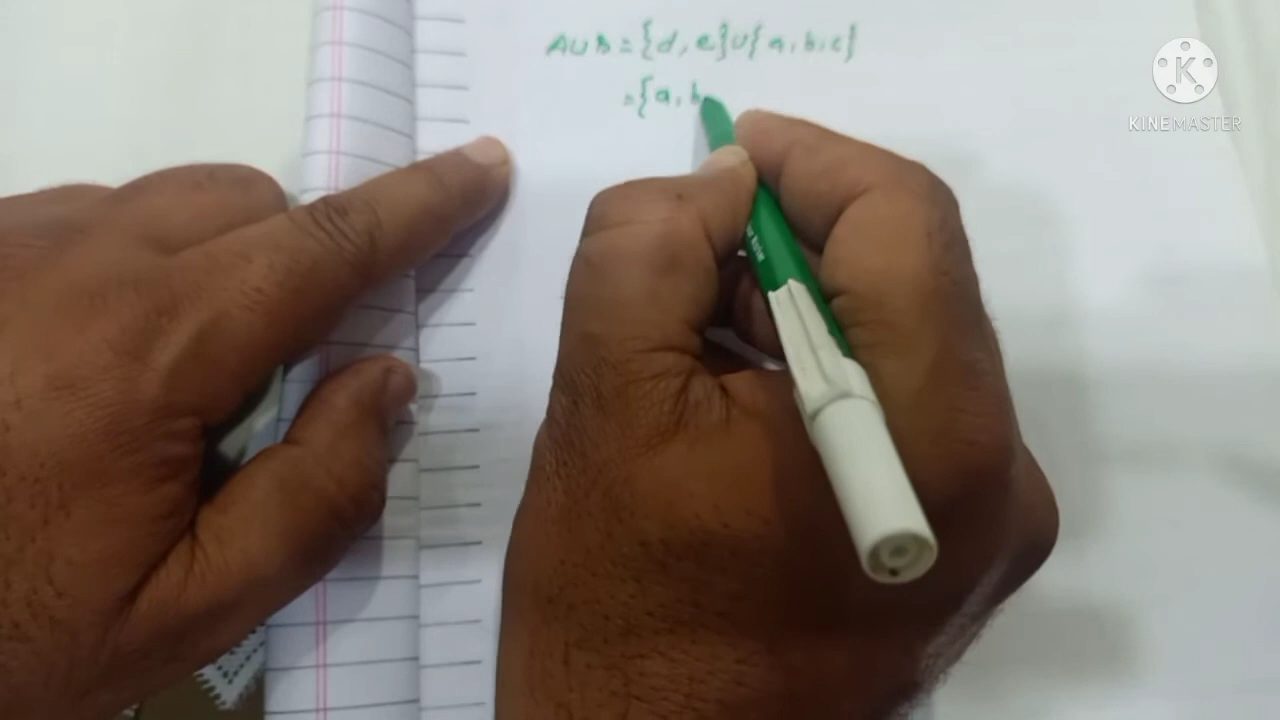 A∪B = {d, e}∪{a, b, c}
= {a, b
KINEMASTER